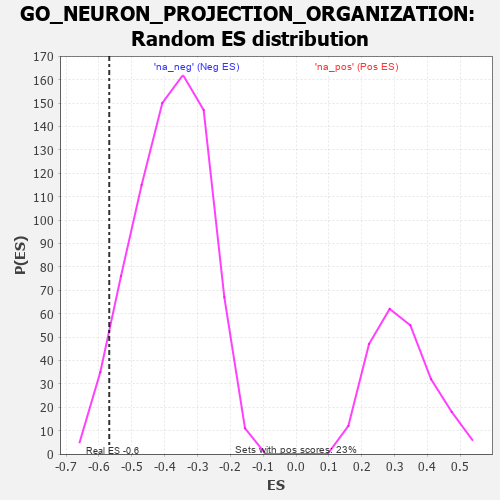 GO_NEURON_PROJECTION_ORGANIZATION:
Random ES distribution
'na_neg' (Neg ES) 'na_pos' (Pos ES)
170
160
150
140
130
120
110
100
90
80
70
60
50
40
30
20
10
0
P(ES)
Real ES -0.6 Sets with pos scores: 23%
-0.7 -0.6 -0.5 -0.4 -0.3 -0.2 -0.1 0.0 0.1 0.2 0.3 0.4 0.5
ES